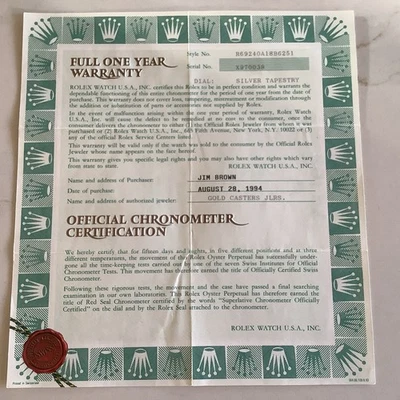 FULL ONE YEAR
WARRANTY
Style No.
Serial No.
DIAL: SILVER TAPESTRY
ROLEX WATCH U.S.A., INC. certifies this Rolex to be in perfect condition and warrants the
dependable functioning of this entire chronometer for the period of one year from the date of
purchase. This warranty does not cover loss, tampering, mistreatment or modification through
the addition or substitution of parts or accessories not supplied by Rolex.
In the event of malfunction arising within the one year period of warranty, Rolex Watch
U.S.A., Inc. will cause the defect to be remedied at no cost to the consumer, once the
consumer delivers the chronometer to either (1) the Official Rolex Jeweler from whom it was
purchased or (2) Rolex Watch U.S.A., Inc., 665 Fifth Avenue, New York, N.Y. 10022 or (3)
any of the official Rolex Service Centers listed
This warranty will be valid only if the watch was sold to the consumer by the Official Rolex
Jeweler whose name appears on the face hereof.
This warranty gives you specific legal rights and you may also have other rights which vary
from state to state.
ROLEX WATCH U.S.A., INC.
Name and address of Purchaser:
JIM BROWN
Date of purchase:
AUGUST 28, 1994
Name and address of authorised jeweler:
GOLD CASTERS JLRS.
OFFICIAL CHRONOMETER
CERTIFICATION
We hereby certify that for fifteen days and nights, in five different positions and at three
different temperatures, the movement of this Rolex Oyster Perpetual has successfully under-
gone all the time-keeping tests carried out by one of the seven Swiss Institutes for Official
Chronometer Tests. This movement has therefore earned the title of Officially Certified Swiss
Chronometer.
Following these rigorous tests, the movement and the case have passed a final searching
examination in our own laboratories. This Rolex Oyster Perpetual has therefore earned the
title of Red Seal Chronometer certified by the words "Superlative Chronometer Officially
Certified" on the dial and by the Rolex Seal attached to the chronometer.
ROLEX WATCH U.S.A., INC.
Printed in Switzerland